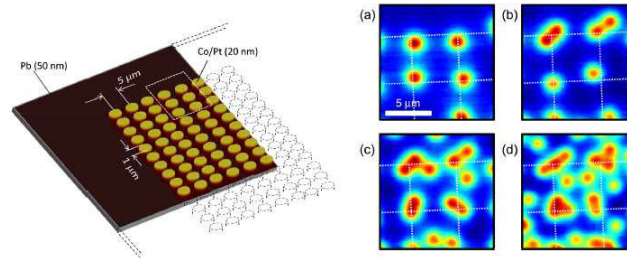 Pb (50 nm)
Co/Pt (20 nm)
5 μm
1 μm
(a)
(b)
5 μm
(c)
(d)